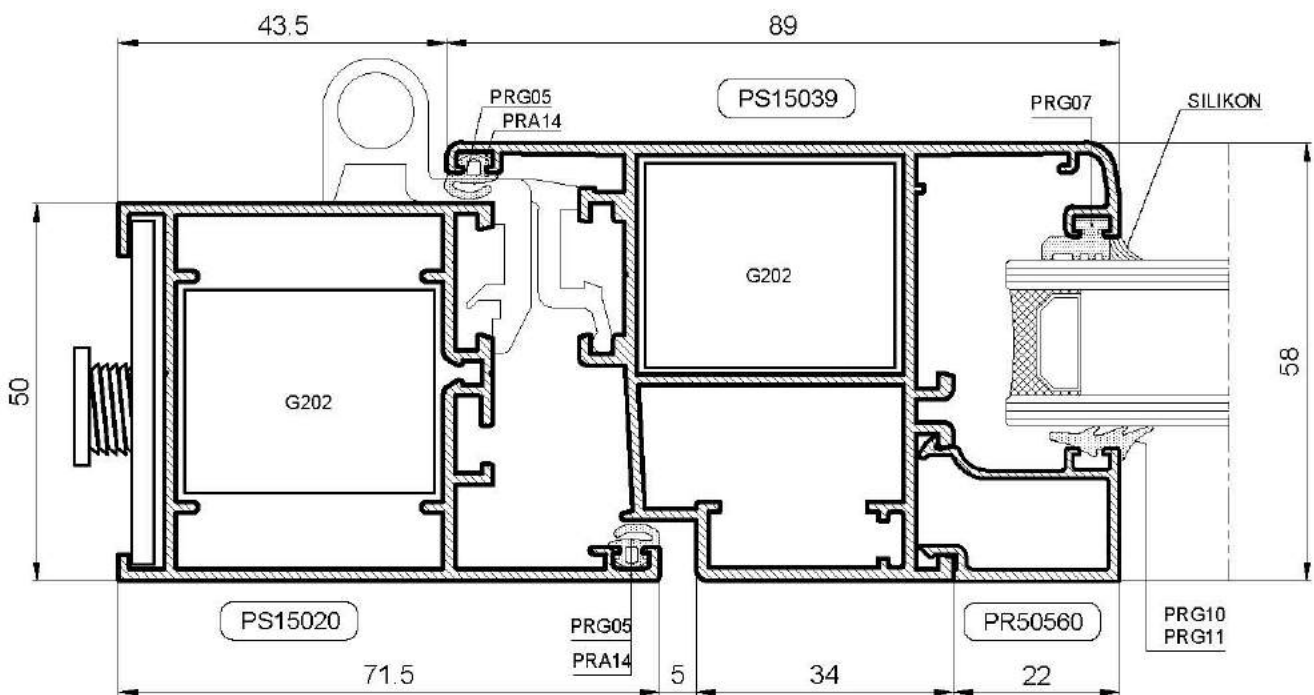 43.5
89
PRG05
PRA14
PS15039
PRG07
SILIKON
G202
G202
50
58
PS15020
PRG05
PRA14
PR50560
PRG10
PRG11
71.5
5
34
22